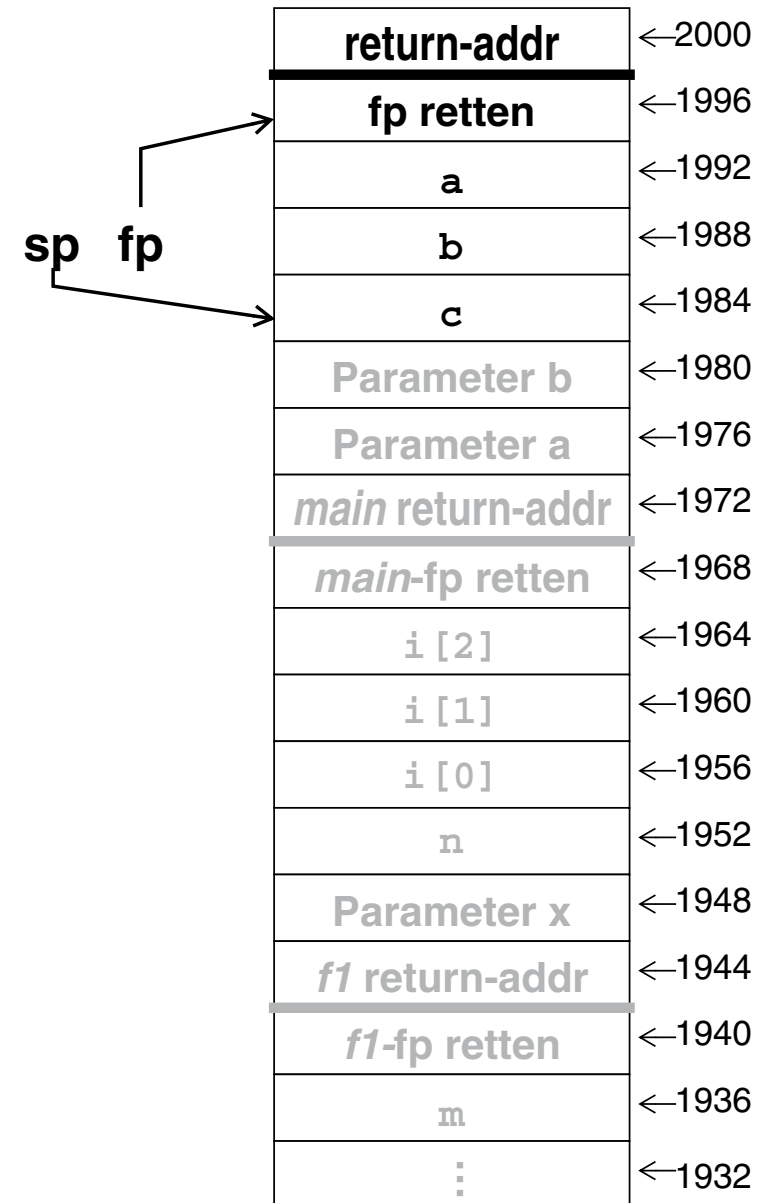 return-addr ←2000
fp retten ←1996
a ←1992
sp fp b ←1988
c ←1984
Parameter b ←1980
Parameter a ←1976
main return-addr ←1972
main-fp retten ←1968
i[2] ←1964
i[1] ←1960
i[0] ←1956
n ←1952
Parameter x ←1948
f1 return-addr ←1944
f1-fp retten ←1940
m ←1936
⋮ ←1932